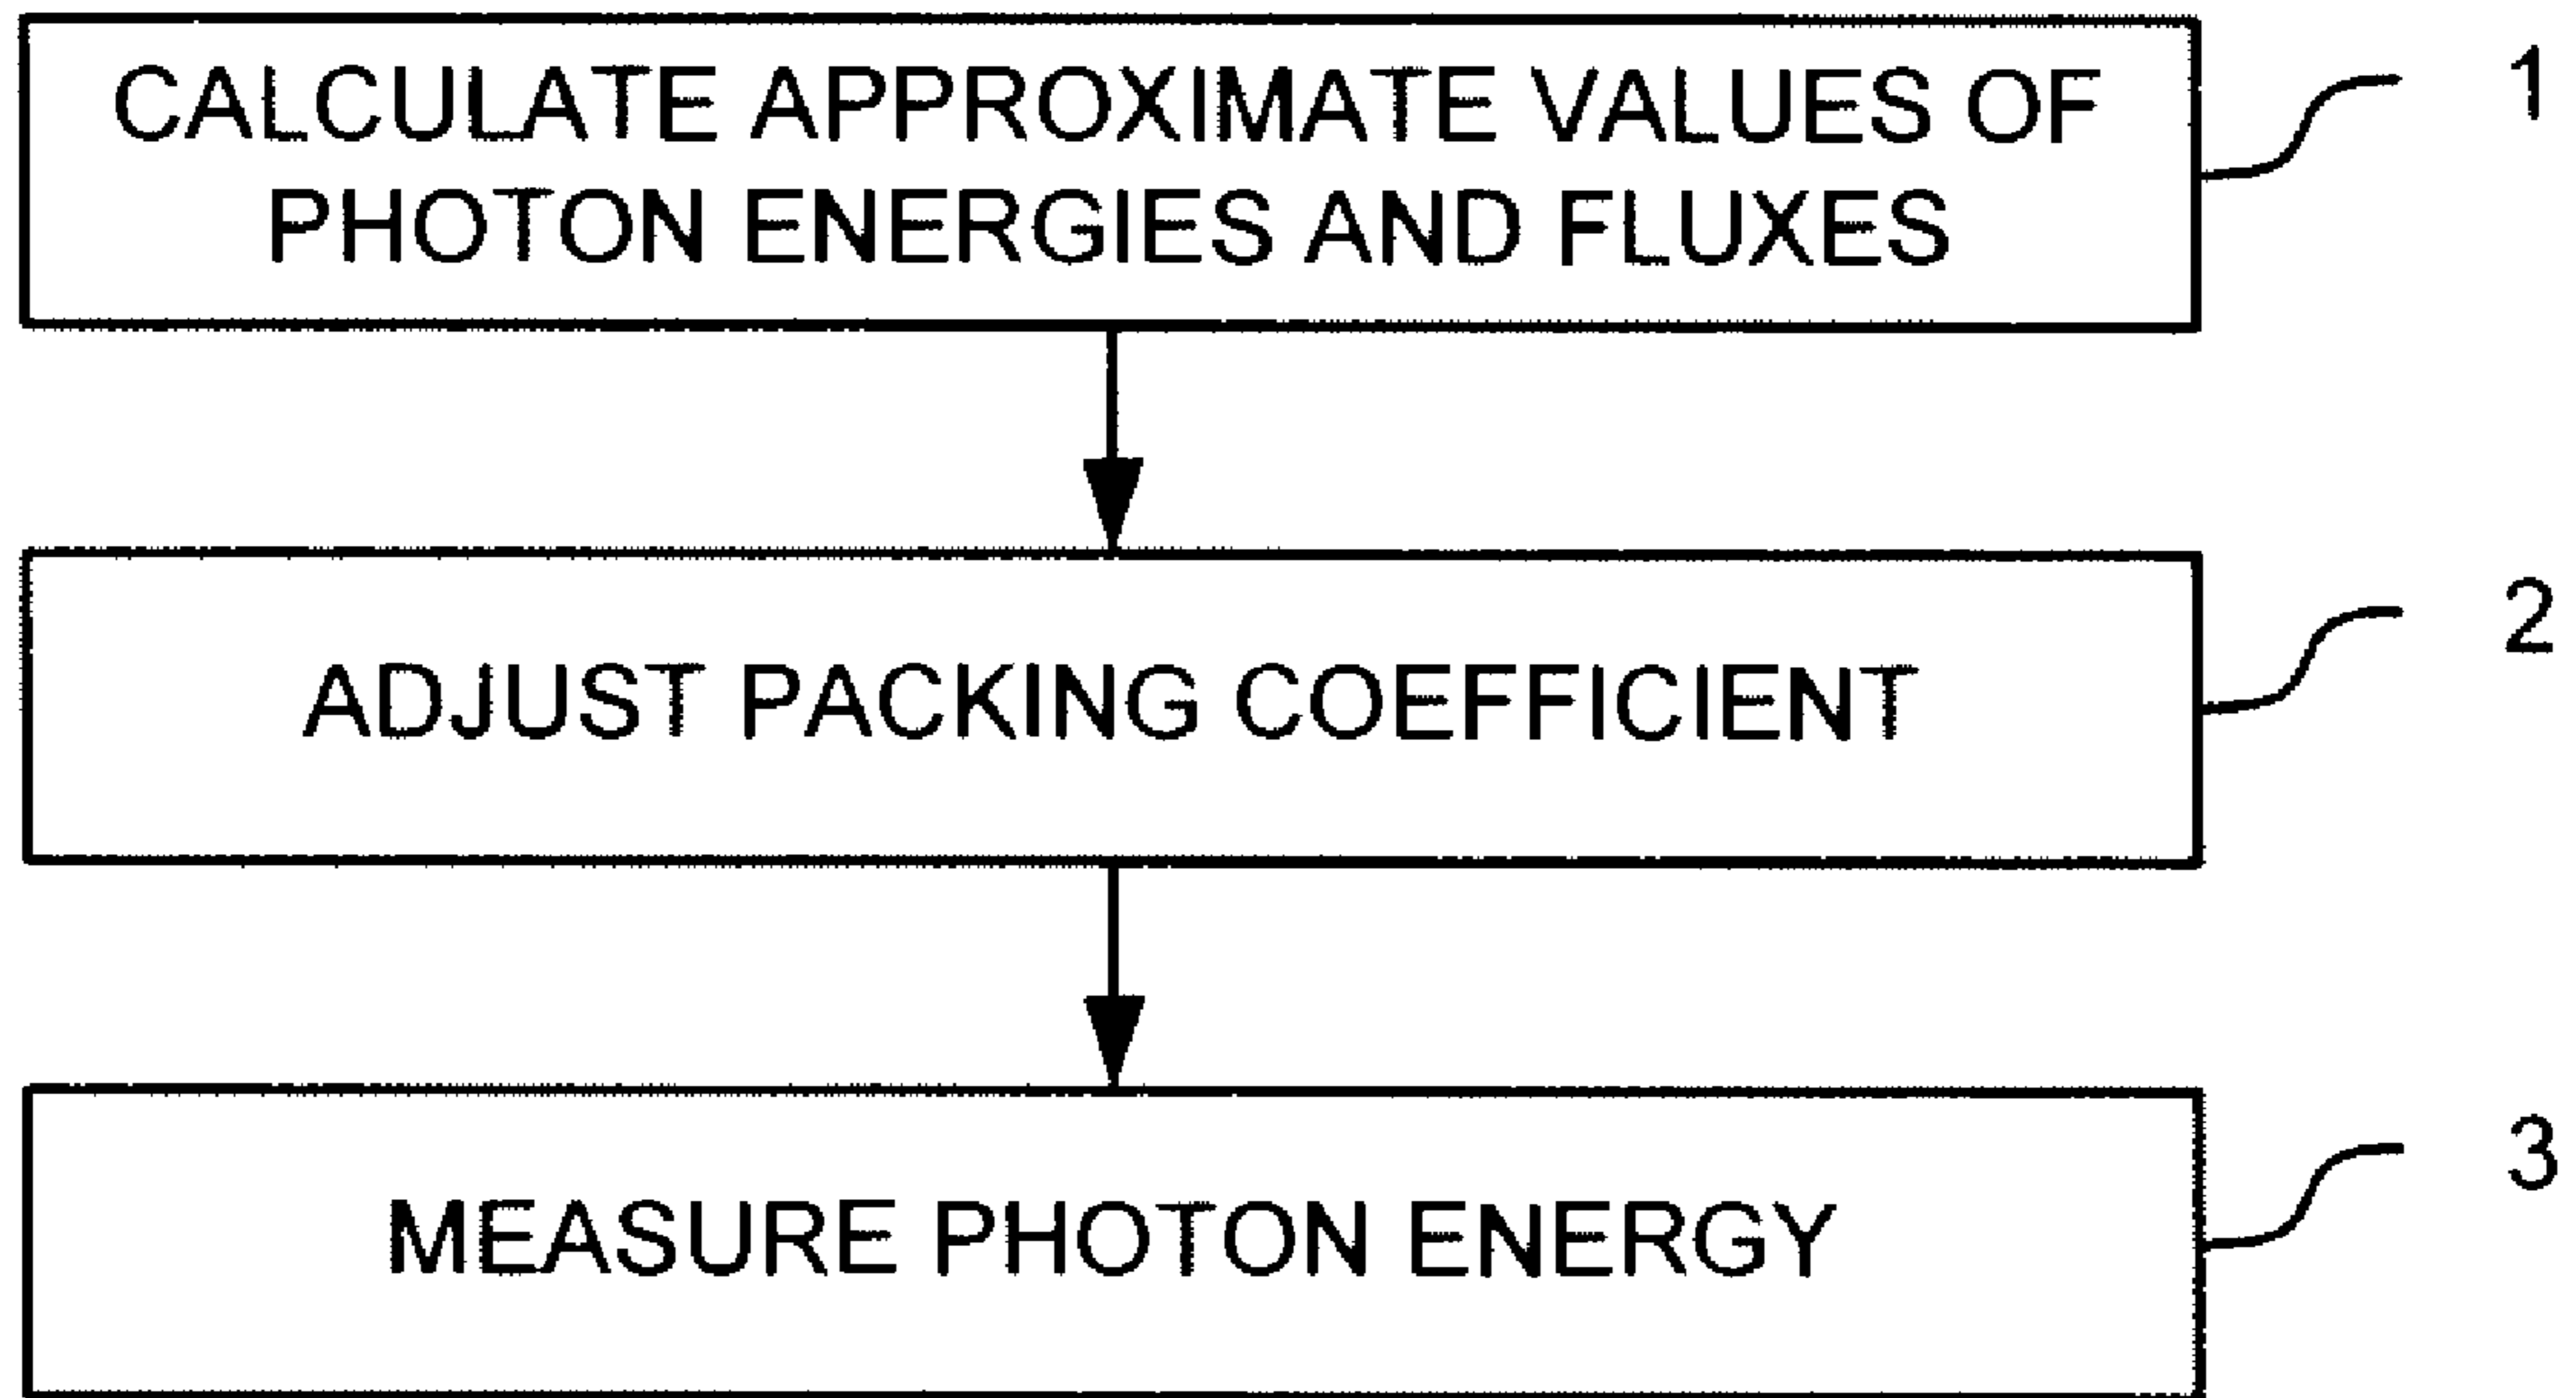 CALCULATE APPROXIMATE VALUES OF
PHOTON ENERGIES AND FLUXES
1
ADJUST PACKING COEFFICIENT
2
MEASURE PHOTON ENERGY
3